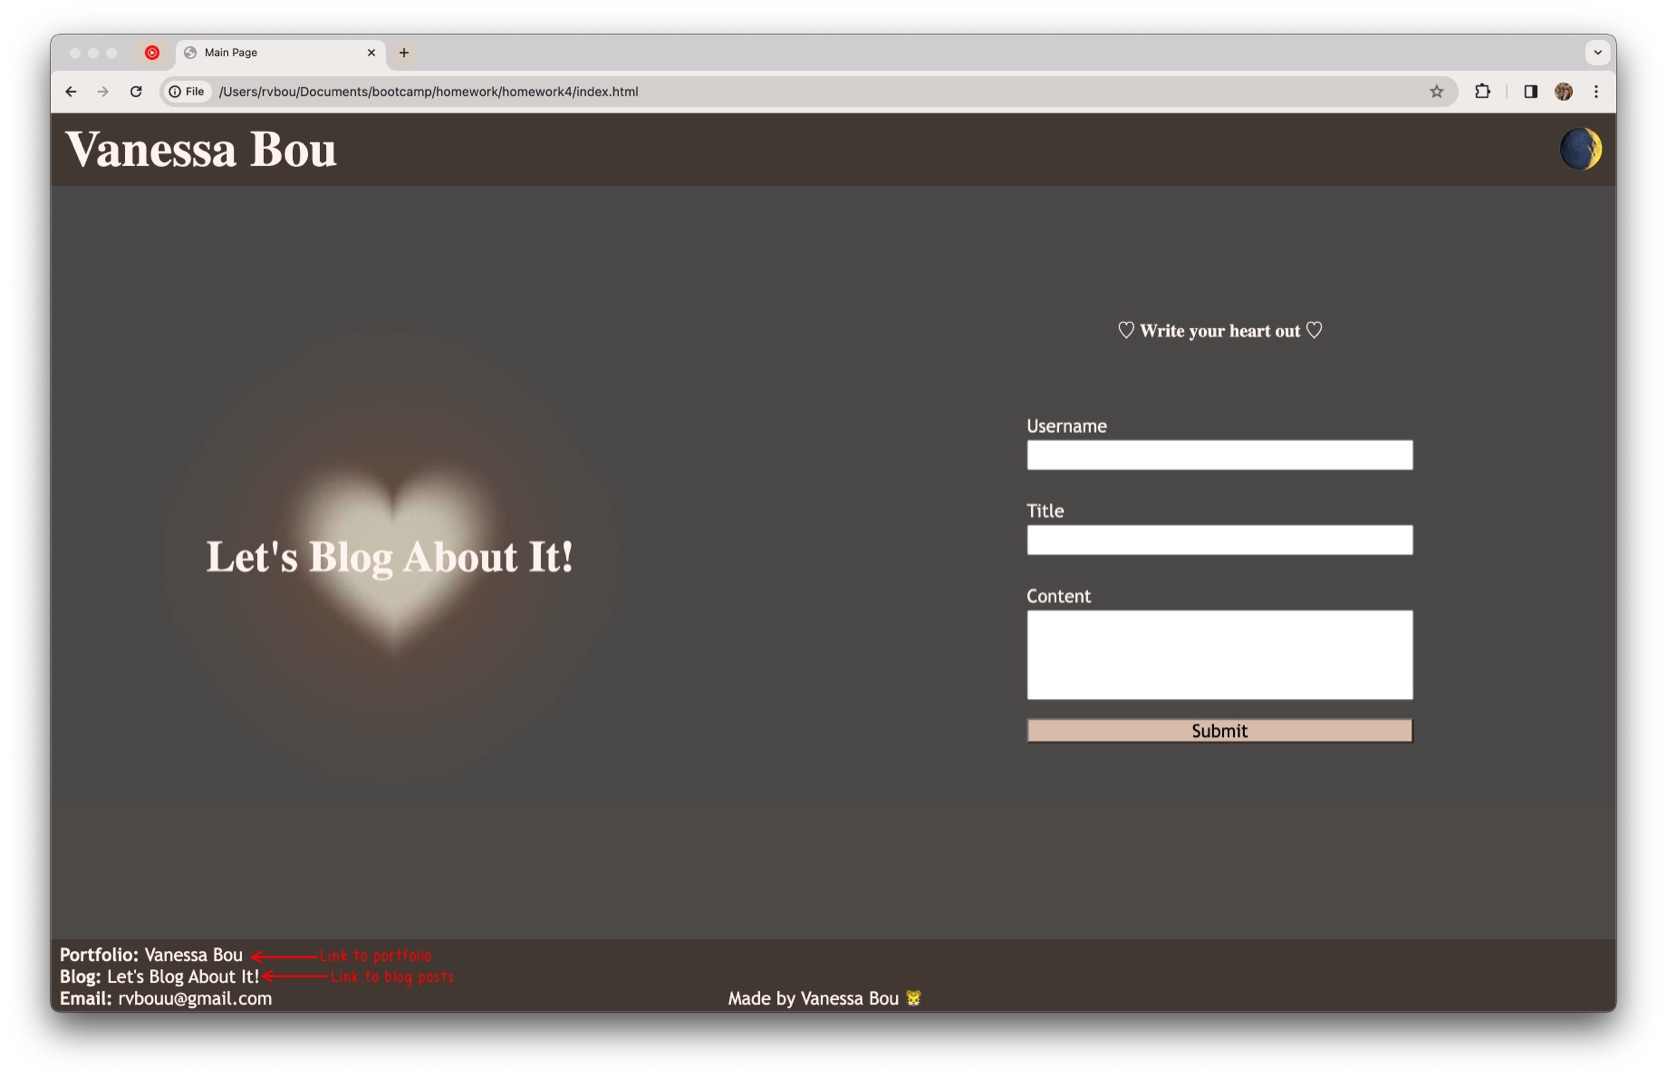 Main Page
File /Users/rvbou/Documents/bootcamp/homework/homework4/index.html
Vanessa Bou
♡ Write your heart out ♡
Username
Let's Blog About It!
Title
Content
Submit
Portfolio: Vanessa Bou Link to portfolio
Blog: Let's Blog About It! Link to blog posts
Email: rvbouu@gmail.com
Made by Vanessa Bou 🐯